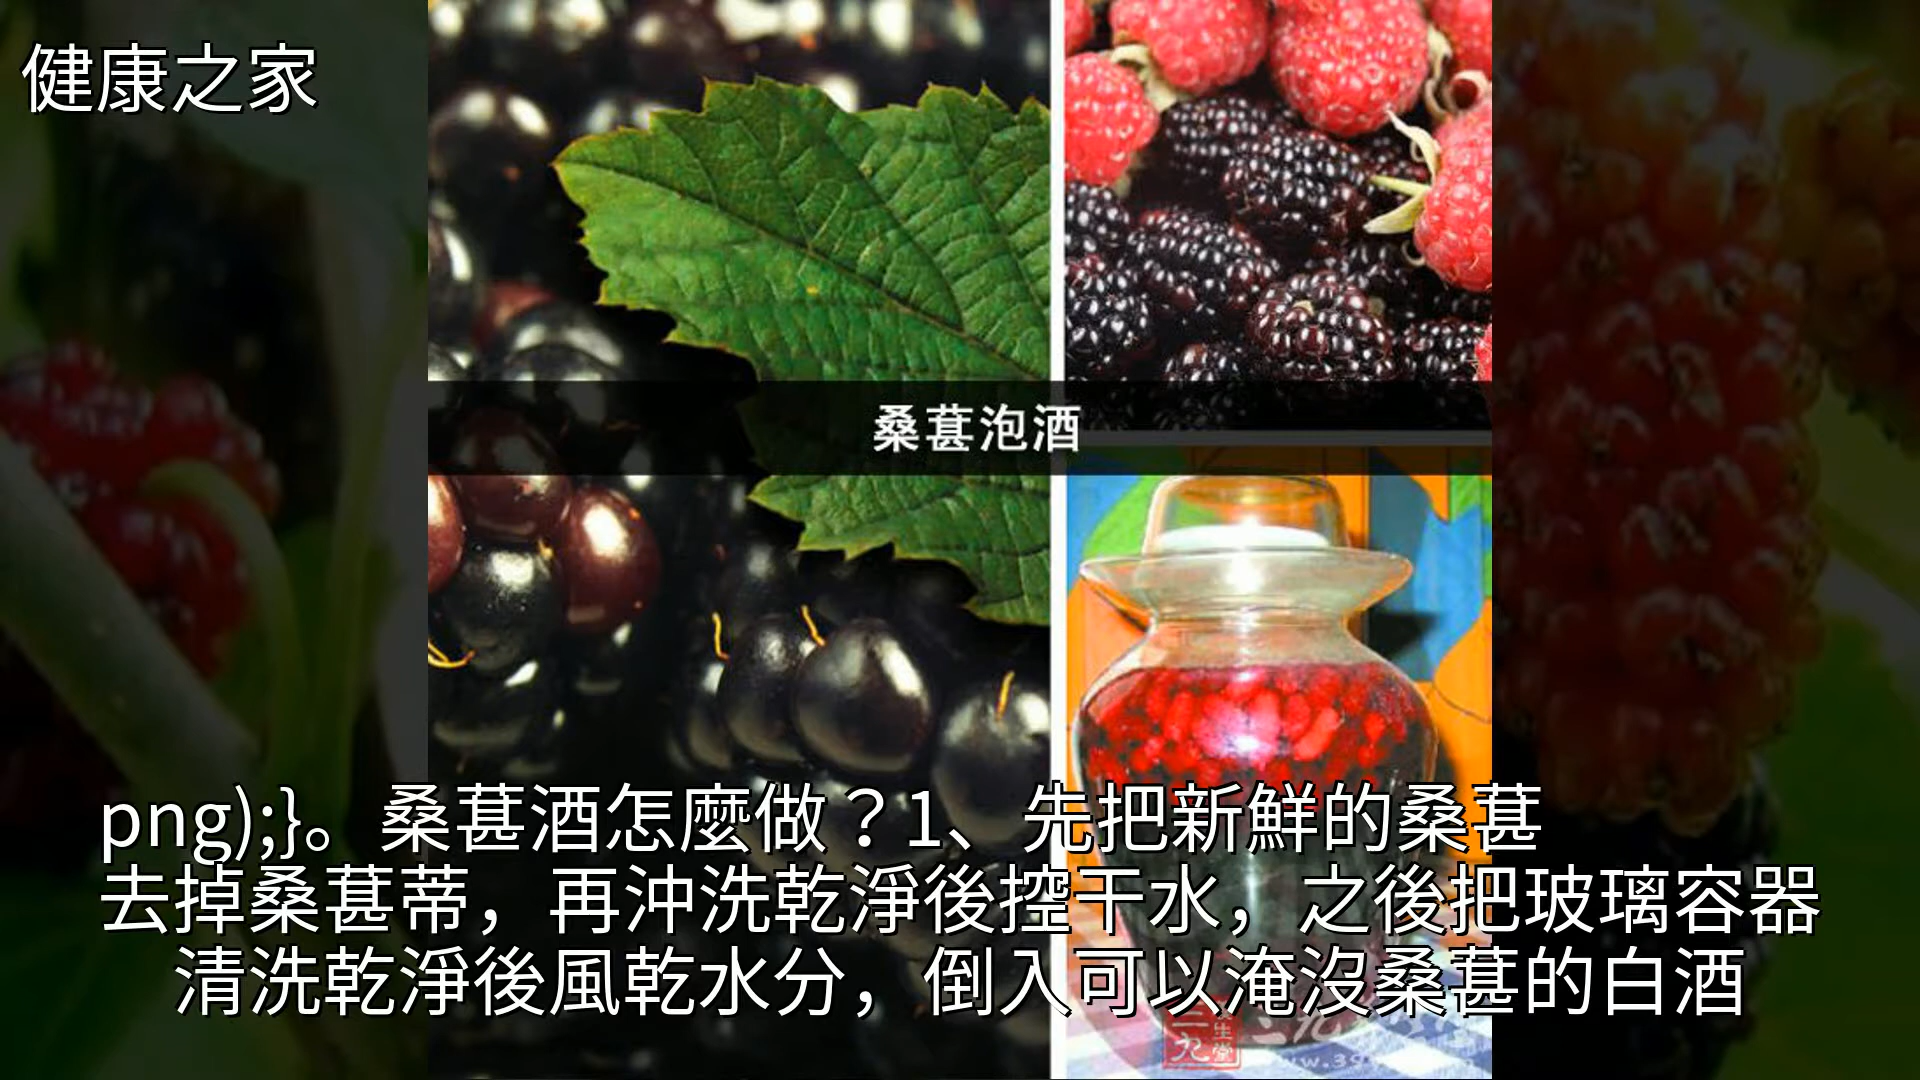 健康之家
桑葚泡酒
png);}。桑葚酒怎麼做？1、先把新鮮的桑葚
去掉桑葚蒂，再沖洗乾淨後控干水，之後把玻璃容器
清洗乾淨後風乾水分，倒入可以淹沒桑葚的白酒